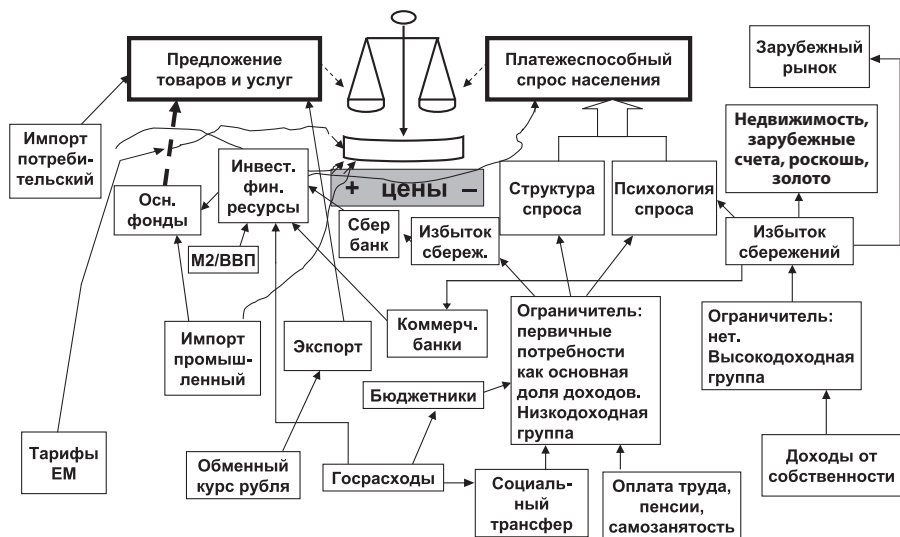 Предложение
товаров и услуг
Платежеспособный
спрос населения
Зарубежный
рынок
Импорт
потреби-
тельский
Недвижимость,
зарубежные
счета, роскошь,
золото
Инвест.
фин.
ресурсы
+ цены –
Структура
спроса
Психология
спроса
Осн.
фонды
Сбер
банк
Избыток
сбереж.
Избыток
сбережений
М2/ВВП
Импорт
промыш-
ленный
Экспорт
Коммерч.
банки
Ограничитель:
первичные
потребности
как основная
доля доходов.
Низкодоходная
группа
Ограничитель:
нет.
Высокодоходная
группа
Бюджетники
Тарифы
ЕМ
Обменный
курс рубля
Госрасходы
Социаль-
ный
трансфер
Оплата труда,
пенсии,
самозанятость
Доходы от
собственности